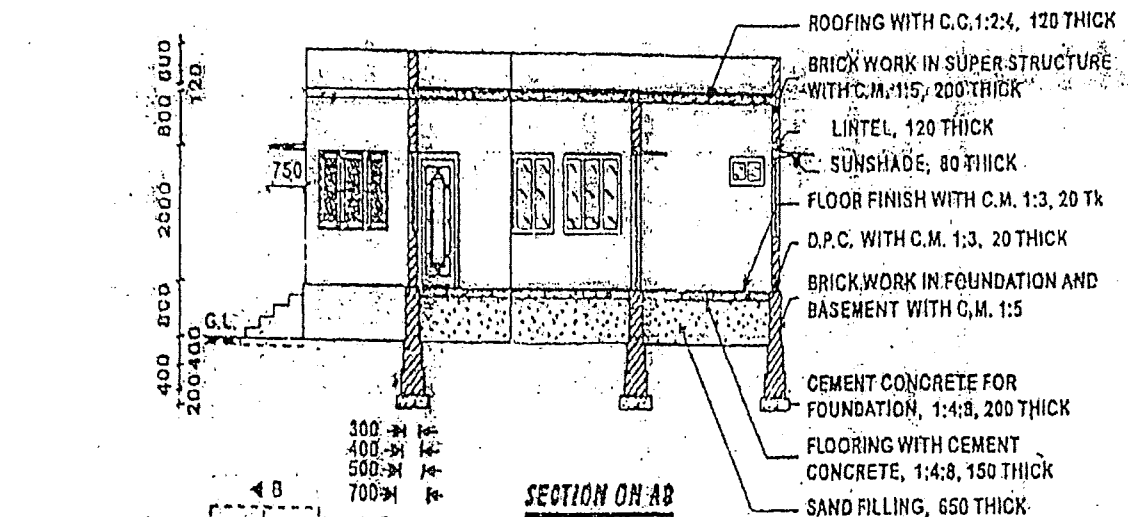 ROOFING WITH C.C.1:2:4, 120 THICK
BRICK WORK IN SUPER STRUCTURE
WITH C.M. 1:5, 200 THICK
LINTEL, 120 THICK
SUNSHADE, 80 THICK
FLOOR FINISH WITH C.M. 1:3, 20 Tk
D.P.C. WITH C.M. 1:3, 20 THICK
BRICK WORK IN FOUNDATION AND
BASEMENT WITH C.M. 1:5
CEMENT CONCRETE FOR
FOUNDATION, 1:4:8, 200 THICK
FLOORING WITH CEMENT
CONCRETE, 1:4:8, 150 THICK
SAND FILLING, 650 THICK
600
120
800
750
G.L.
400
400
200
300
400
500
700
B
SECTION ON AB